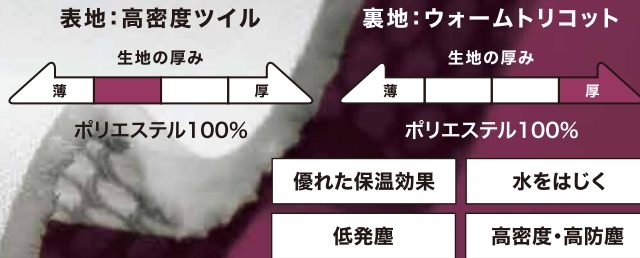 表地：高密度ツイル
生地の厚み
薄 厚
ポリエステル100%
裏地：ウォームトリコット
生地の厚み
薄 厚
ポリエステル100%
優れた保温効果
水をはじく
低発塵
高密度・高防塵